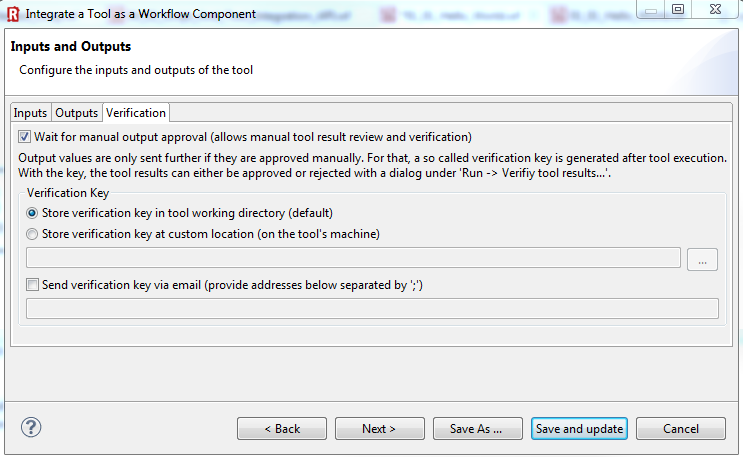 Integrate a Tool as a Workflow Component
Inputs and Outputs
Configure the inputs and outputs of the tool
Inputs Outputs Verification
Wait for manual output approval (allows manual tool result review and verification)
Output values are only sent further if they are approved manually. For that, a so called verification key is generated after tool execution.
With the key, the tool results can either be approved or rejected with a dialog under 'Run -> Verifiy tool results...'.
Verification Key
Store verification key in tool working directory (default)
Store verification key at custom location (on the tool's machine)
...
Send verification key via email (provide addresses below separated by ';')
? < Back Next > Save As ... Save and update Cancel